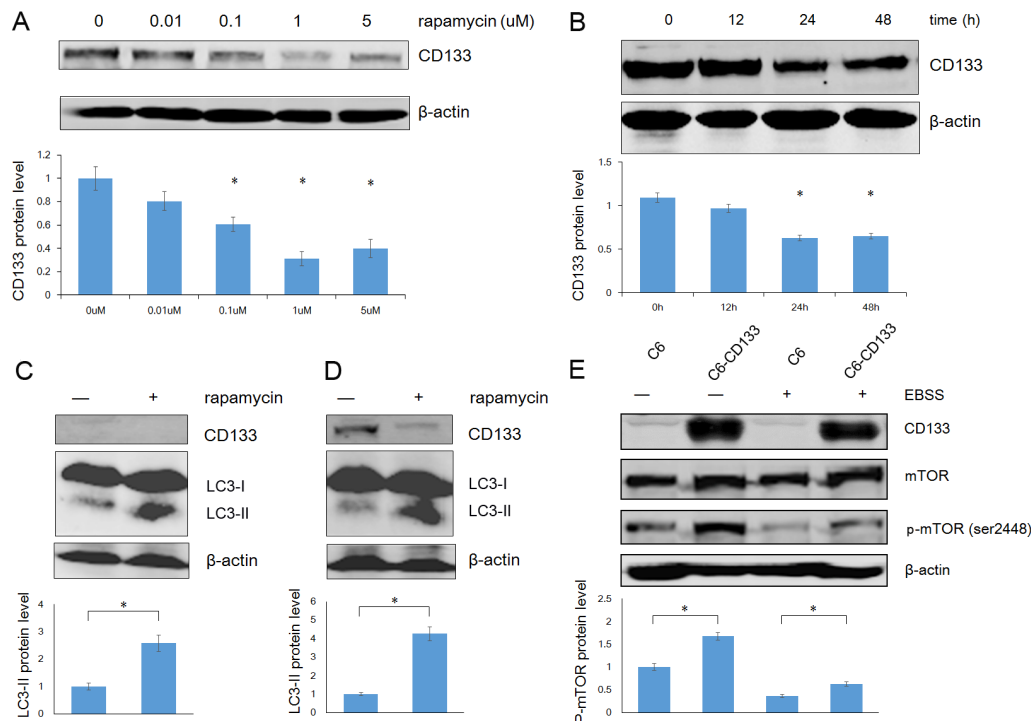 A
0 0.01 0.1 1 5 rapamycin (uM)
CD133
β-actin
CD133 protein level
1.2
1
0.8
0.6
0.4
0.2
0
* * *
0uM 0.01uM 0.1uM 1uM 5uM
B
0 12 24 48 time (h)
CD133
β-actin
CD133 protein level
1.5
1
0.5
0
* *
0h 12h 24h 48h
C
— + rapamycin
CD133
LC3-I
LC3-II
β-actin
LC3-II protein level
4
3
2
1
0
*
D
— + rapamycin
CD133
LC3-I
LC3-II
β-actin
LC3-II protein level
6
5
4
3
2
1
0
*
E
C6 C6-CD133 C6 C6-CD133
— — + + EBSS
CD133
mTOR
p-mTOR (ser2448)
β-actin
P-mTOR protein level
2.5
2
1.5
1
0.5
0
* *